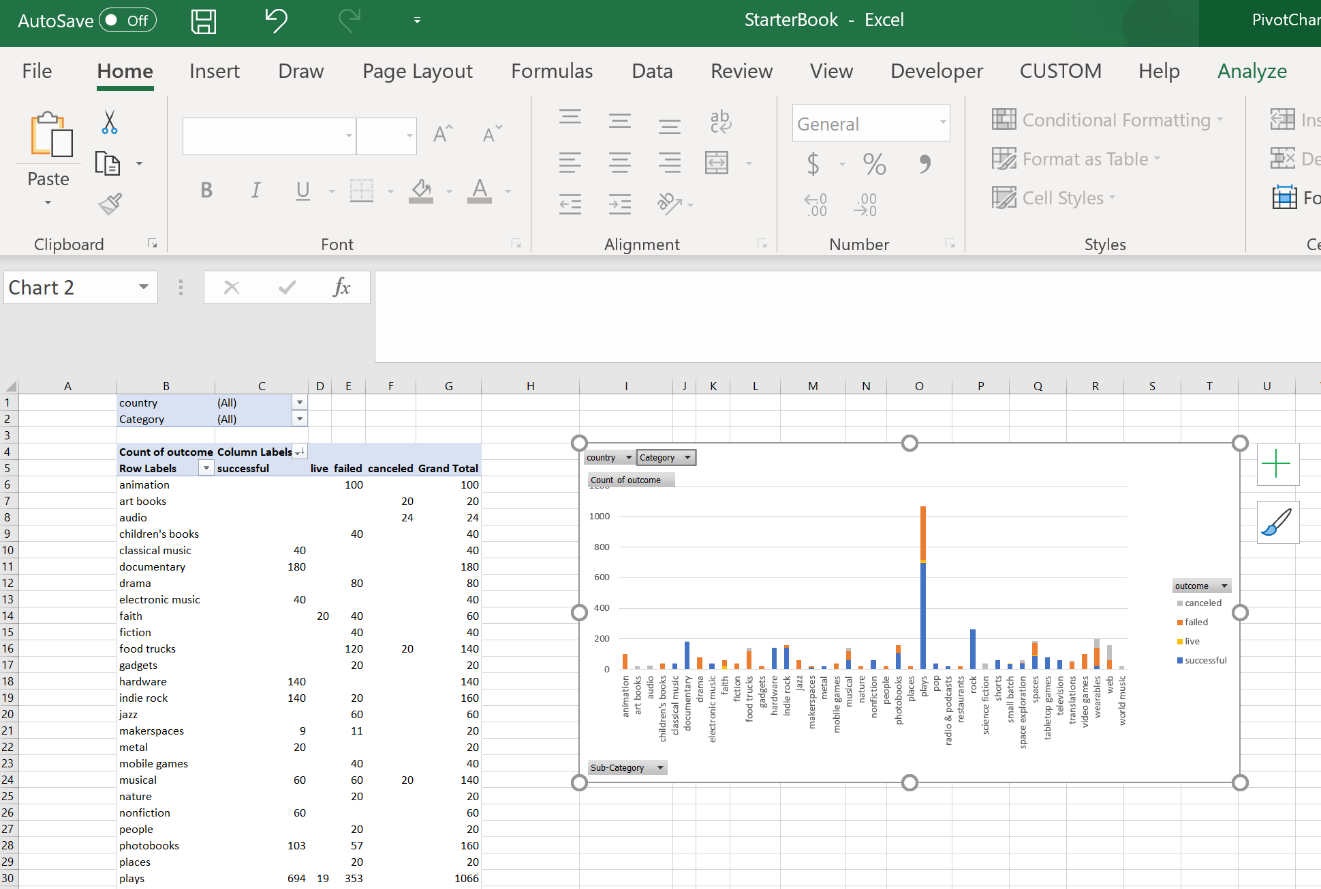 AutoSave Off StarterBook - Excel PivotChar
File Home Insert Draw Page Layout Formulas Data Review View Developer CUSTOM Help Analyze
Paste
B I U A General $ % Conditional Formatting Ins
Format as Table De
Cell Styles Fo
Clipboard Font Alignment Number Styles Ce
Chart 2 fx
A B C D E F G H I J K L M N O P Q R S T U
1 country (All)
2 Category (All)
3
4 Count of outcome Column Labels
5 Row Labels successful live failed canceled Grand Total
6 animation 100 100
7 art books 20 20
8 audio 24 24
9 children's books 40 40
10 classical music 40 40
11 documentary 180 180
12 drama 80 80
13 electronic music 40 40
14 faith 20 40 60
15 fiction 40 40
16 food trucks 120 20 140
17 gadgets 20 20
18 hardware 140 140
19 indie rock 140 20 160
20 jazz 60 60
21 makerspaces 9 11 20
22 metal 20 20
23 mobile games 40 40
24 musical 60 60 20 140
25 nature 20 20
26 nonfiction 60 60
27 people 20 20
28 photobooks 103 57 160
29 places 20 20
30 plays 694 19 353 1066
country Category
Count of outcome
1200
1000
800
600
400
200
0
animation
art books
audio
children's books
classical music
documentary
drama
electronic music
faith
fiction
food trucks
gadgets
hardware
indie rock
jazz
makerspaces
metal
mobile games
musical
nature
nonfiction
people
photobooks
places
plays
pop
radio & podcasts
restaurants
rock
science fiction
shorts
small batch
space exploration
spaces
tabletop games
television
translations
video games
wearables
web
world music
outcome
canceled
failed
live
successful
Sub-Category